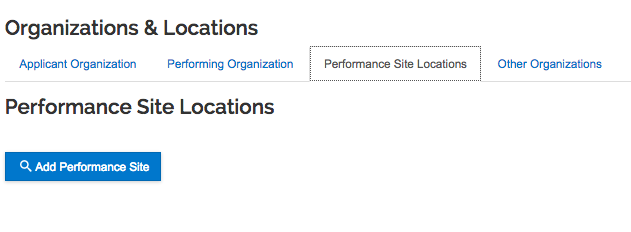 Organizations & Locations
Applicant Organization Performing Organization Performance Site Locations Other Organizations
Performance Site Locations
Add Performance Site